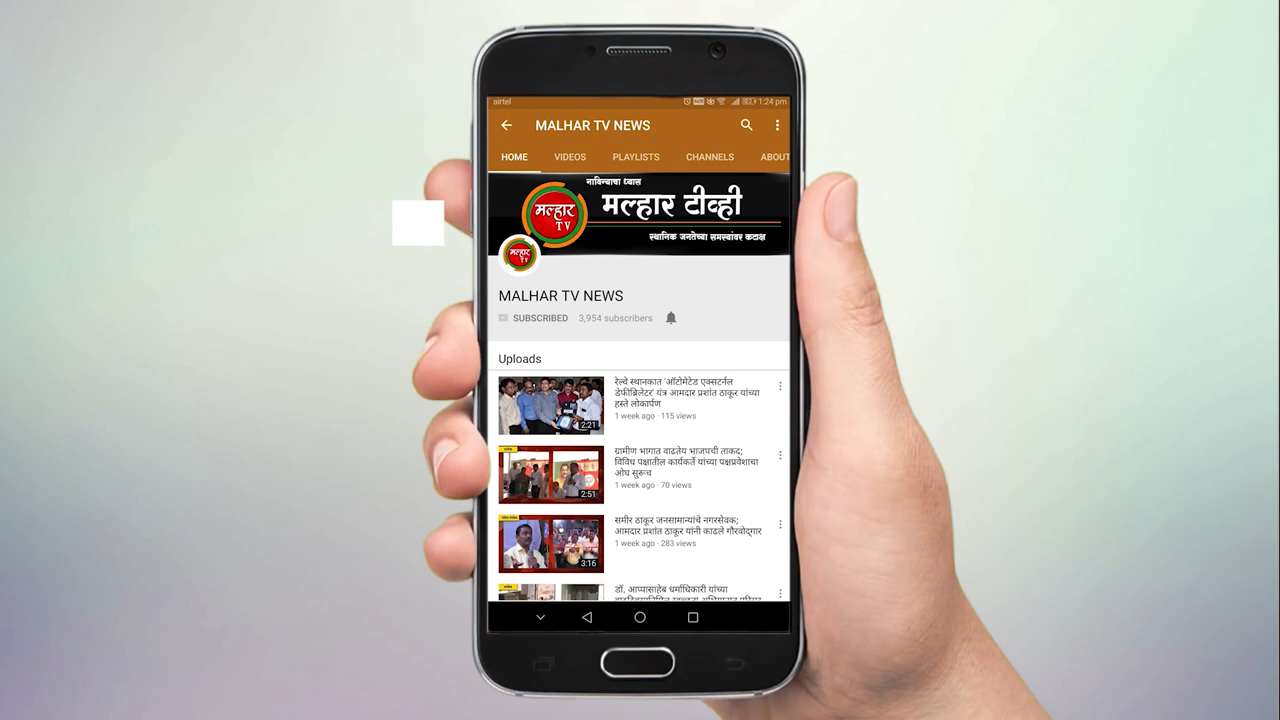 airtel
1:24 pm
MALHAR TV NEWS
HOME VIDEOS PLAYLISTS CHANNELS ABOUT
नाविन्याचा ध्यास
मल्हार टीव्ही
स्थानिक जनतेच्या समस्यांवर कटाक्ष
मल्हार
TV
मल्हार
TV
MALHAR TV NEWS
SUBSCRIBED 3,954 subscribers
Uploads
रेल्वे स्थानकात 'ऑटोमेटेड एक्सटर्नल
डेफीब्रिलेटर' यंत्र आमदार प्रशांत ठाकूर यांच्या
हस्ते लोकार्पण
1 week ago · 115 views
2:21
ग्रामीण भागात वाढतेय भाजपची ताकद;
विविध पक्षातील कार्यकर्ते यांच्या पक्षप्रवेशाचा
ओघ सुरूच
1 week ago · 70 views
2:51
समीर ठाकूर जनसामान्यांचे नगरसेवक;
आमदार प्रशांत ठाकूर यांनी काढले गौरवोद्गार
1 week ago · 283 views
3:16
डॉ. आप्पासाहेब धर्माधिकारी यांच्या